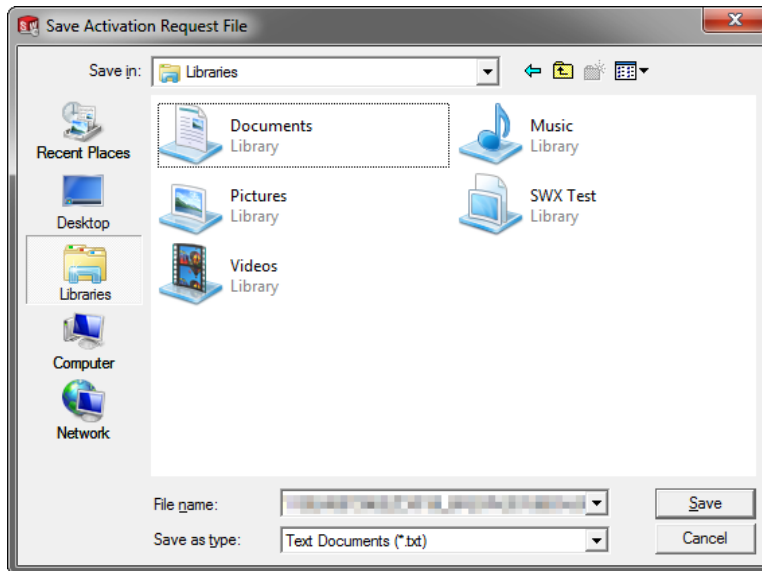 Save Activation Request File
Save in: Libraries
Recent Places
Desktop
Libraries
Computer
Network
Documents
Library
Music
Library
Pictures
Library
SWX Test
Library
Videos
Library
File name: Save
Save as type: Text Documents (*.txt) Cancel